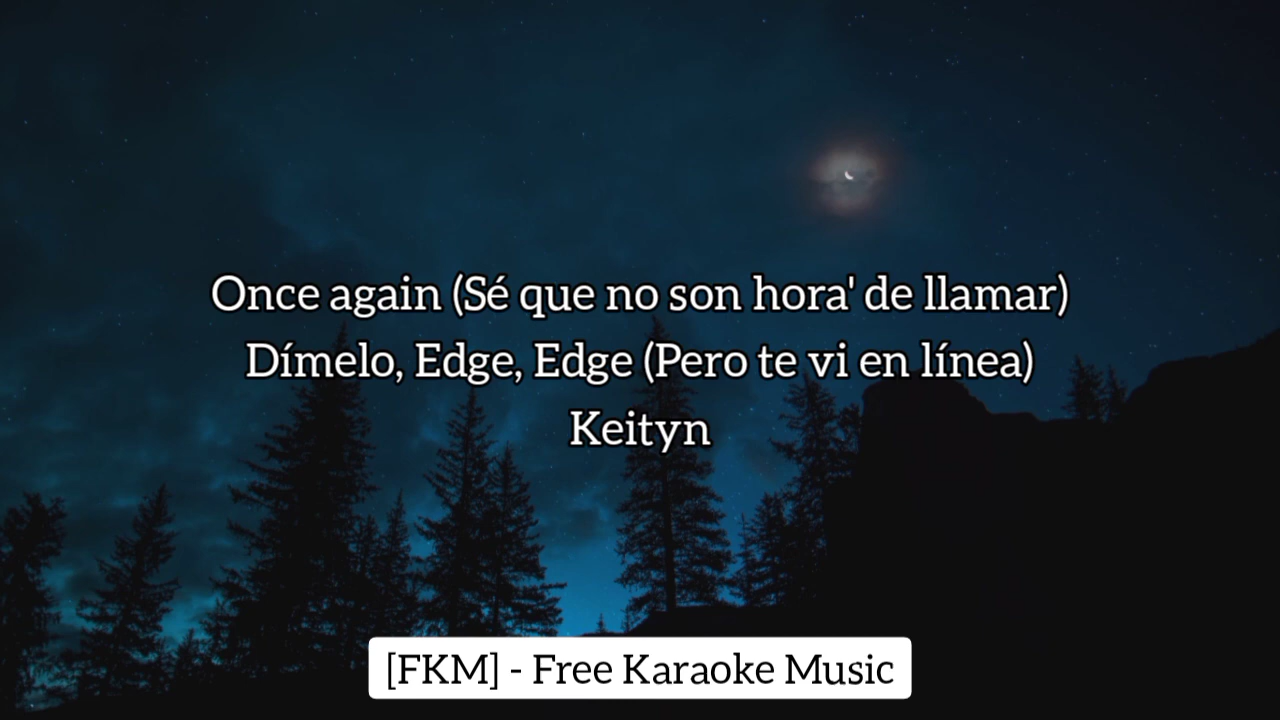 Once again (Sé que no son hora' de llamar)
Dímelo, Edge, Edge (Pero te vi en línea)
Keityn
[FKM] - Free Karaoke Music